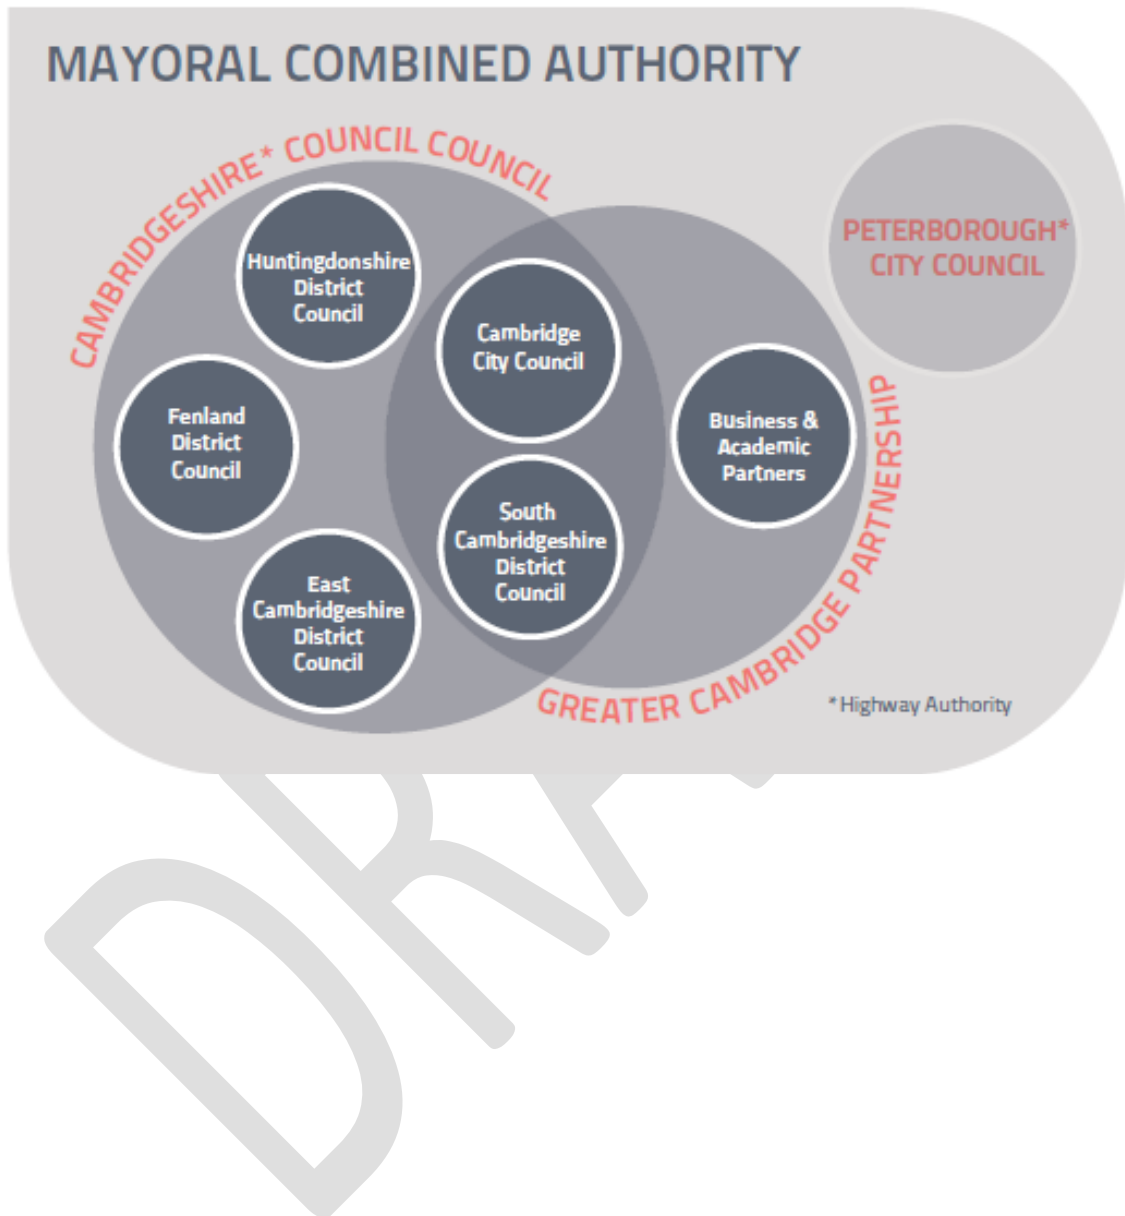 MAYORAL COMBINED AUTHORITY
CAMBRIDGESHIRE* COUNCIL COUNCIL
Huntingdonshire
District
Council
Cambridge
City Council
PETERBOROUGH*
CITY COUNCIL
Fenland
District
Council
Business &
Academic
Partners
South
Cambridgeshire
District
Council
East
Cambridgeshire
District
Council
GREATER CAMBRIDGE PARTNERSHIP
*Highway Authority